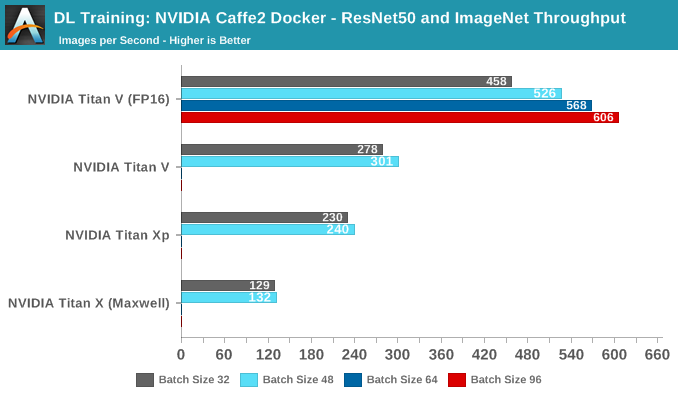 DL Training: NVIDIA Caffe2 Docker - ResNet50 and ImageNet Throughput
Images per Second - Higher is Better
NVIDIA Titan V (FP16)
458
526
568
606
NVIDIA Titan V
278
301
NVIDIA Titan Xp
230
240
NVIDIA Titan X (Maxwell)
129
132
0 60 120 180 240 300 360 420 480 540 600 660
Batch Size 32 Batch Size 48 Batch Size 64 Batch Size 96